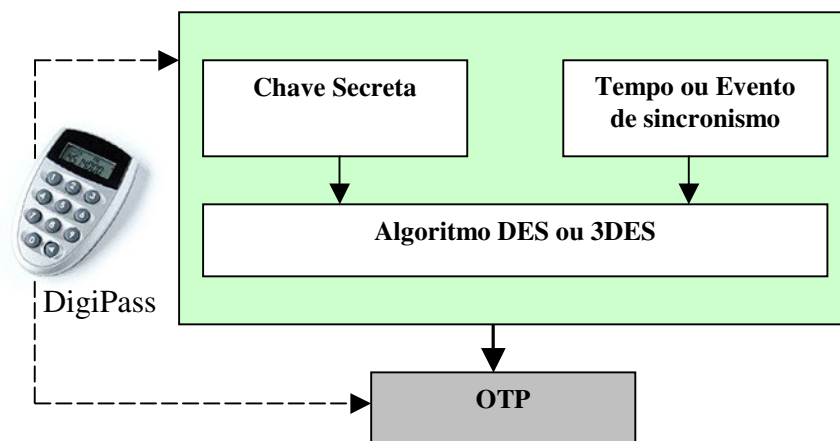 Chave Secreta
Tempo ou Evento
de sincronismo
Algoritmo DES ou 3DES
DigiPass
OTP